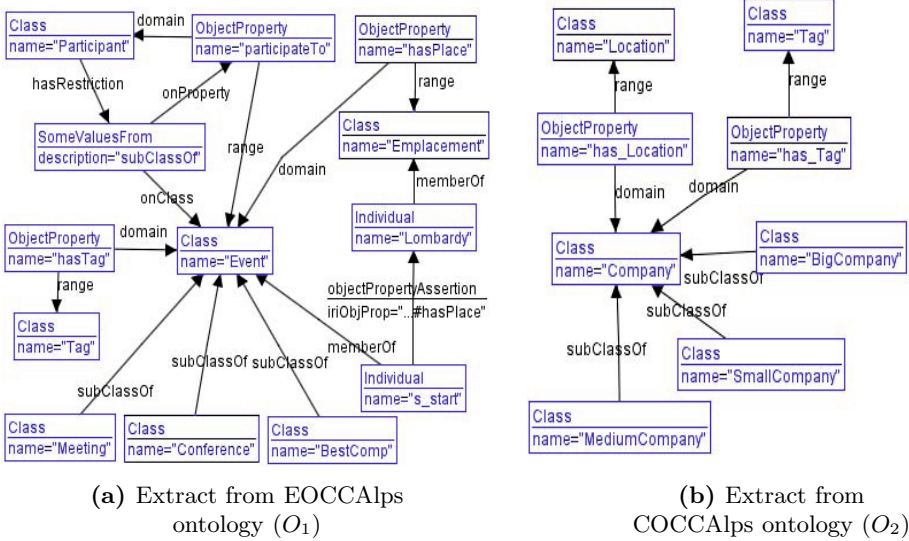 Class
name="Participant"
domain
ObjectProperty
name="participateTo"
ObjectProperty
name="hasPlace"
hasRestriction
onProperty
range
SomeValuesFrom
description="subClassOf"
range
Class
name="Emplacement"
domain
onClass
memberOf
ObjectProperty
name="hasTag"
domain
Class
name="Event"
Individual
name="Lombardy"
range
objectPropertyAssertion
iriObjProp="...#hasPlace"
Class
name="Tag"
memberOf
subClassOf
subClassOf
subClassOf
Individual
name="s_start"
Class
name="Meeting"
Class
name="Conference"
Class
name="BestComp"
(a) Extract from EOCCAlps
ontology (O1)
Class
name="Location"
Class
name="Tag"
range
range
ObjectProperty
name="has_Location"
ObjectProperty
name="has_Tag"
domain
domain
Class
name="Company"
Class
name="BigCompany"
subClassOf
subClassOf
subClassOf
Class
name="SmallCompany"
Class
name="MediumCompany"
(b) Extract from
COCCAlps ontology (O2)